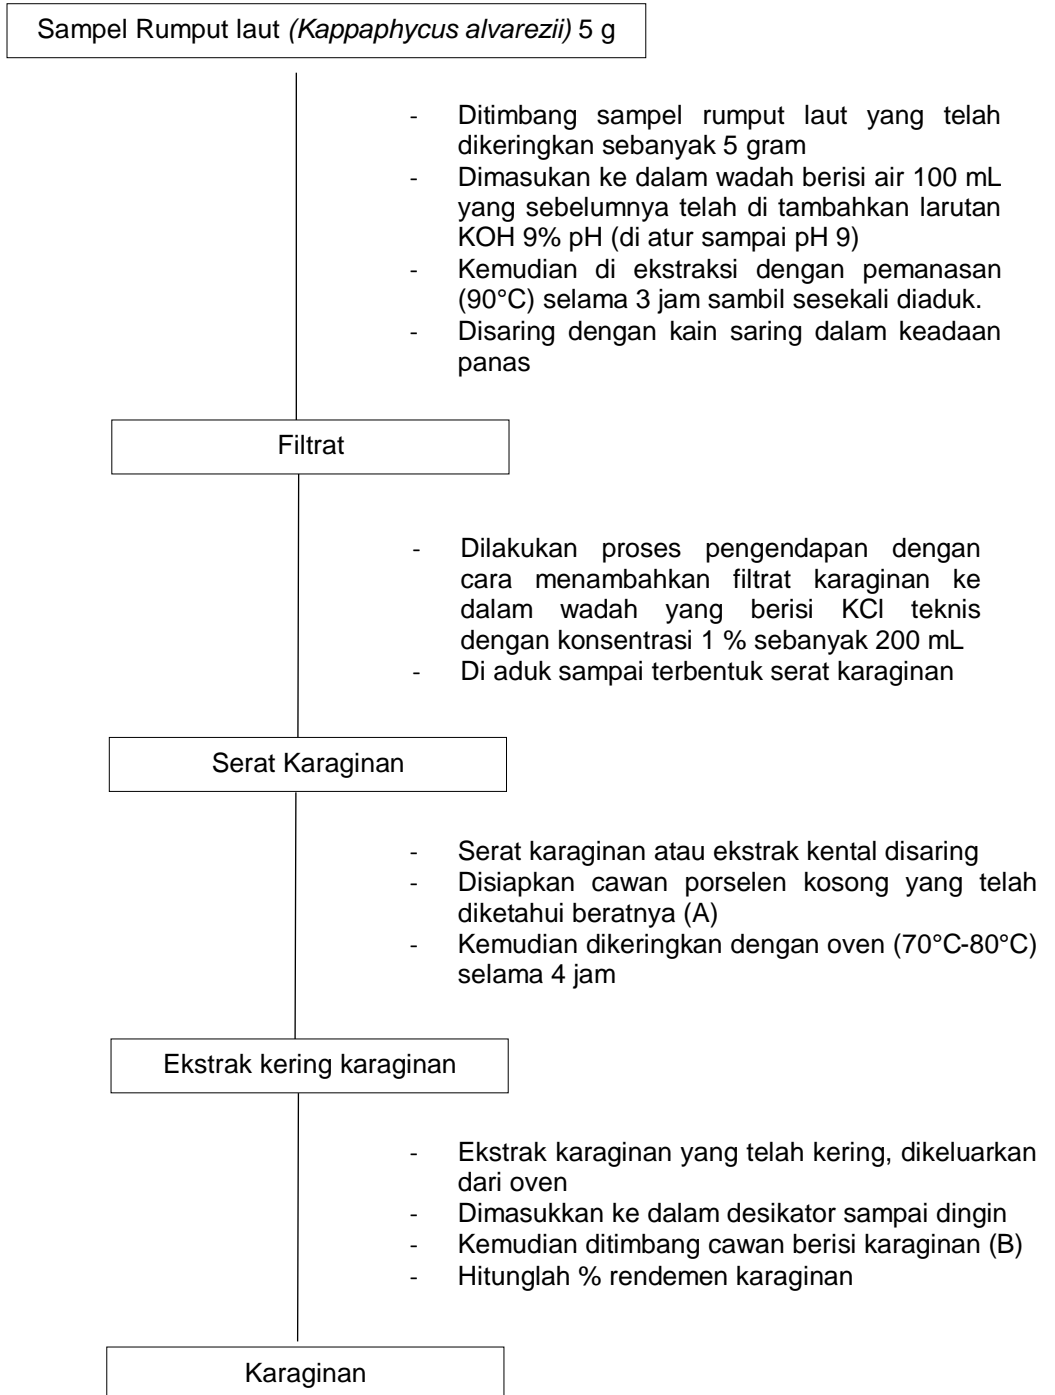 Sampel Rumput laut (Kappaphycus alvarezii) 5 g
- Ditimbang sampel rumput laut yang telah
dikeringkan sebanyak 5 gram
- Dimasukan ke dalam wadah berisi air 100 mL
yang sebelumnya telah di tambahkan larutan
KOH 9% pH (di atur sampai pH 9)
- Kemudian di ekstraksi dengan pemanasan
(90°C) selama 3 jam sambil sesekali diaduk.
- Disaring dengan kain saring dalam keadaan
panas
Filtrat
- Dilakukan proses pengendapan dengan
cara menambahkan filtrat karaginan ke
dalam wadah yang berisi KCl teknis
dengan konsentrasi 1 % sebanyak 200 mL
- Di aduk sampai terbentuk serat karaginan
Serat Karaginan
- Serat karaginan atau ekstrak kental disaring
- Disiapkan cawan porselen kosong yang telah
diketahui beratnya (A)
- Kemudian dikeringkan dengan oven (70°C-80°C)
selama 4 jam
Ekstrak kering karaginan
- Ekstrak karaginan yang telah kering, dikeluarkan
dari oven
- Dimasukkan ke dalam desikator sampai dingin
- Kemudian ditimbang cawan berisi karaginan (B)
- Hitunglah % rendemen karaginan
Karaginan